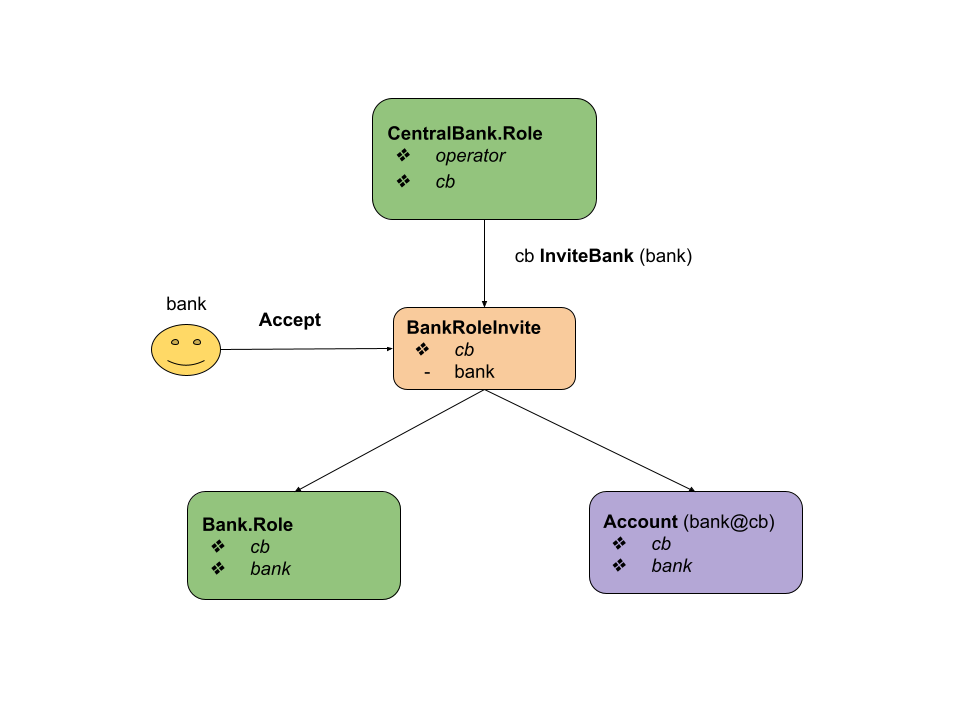 CentralBank.Role
❖ operator
❖ cb
cb InviteBank (bank)
bank
Accept
BankRoleInvite
❖ cb
- bank
Bank.Role
❖ cb
❖ bank
Account (bank@cb)
❖ cb
❖ bank